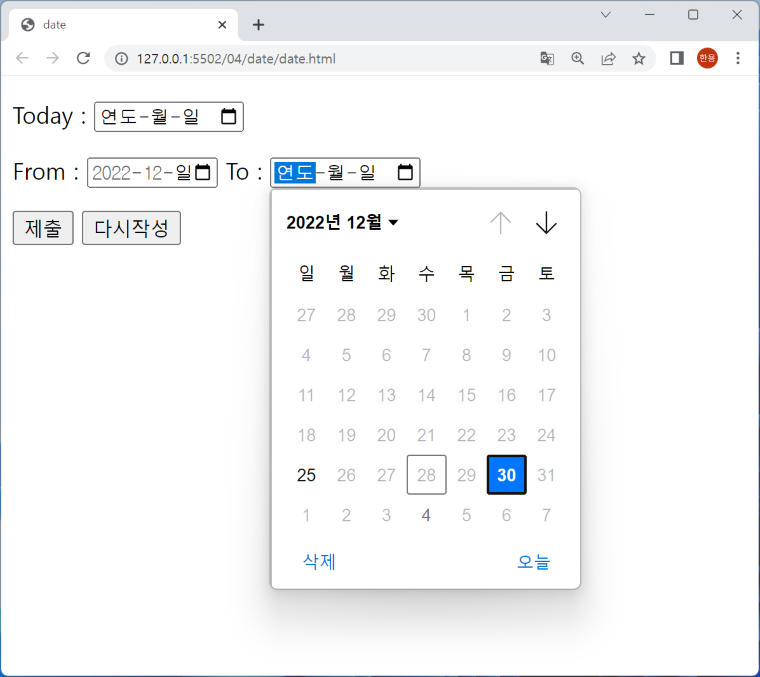 date
127.0.0.1:5502/04/date/date.html
한용
Today : 연도-월-일
From : 2022-12-일 To : 연도-월-일
제출 다시작성
2022년 12월
일 월 화 수 목 금 토
27 28 29 30 1 2 3
4 5 6 7 8 9 10
11 12 13 14 15 16 17
18 19 20 21 22 23 24
25 26 27 28 29 30 31
1 2 3 4 5 6 7
삭제 오늘